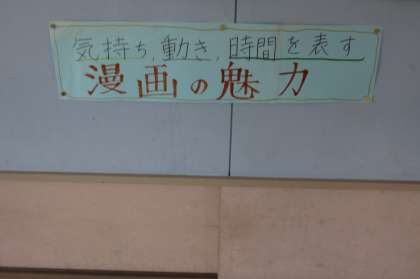 気持ち,動き,時間を表す
漫画の魅力